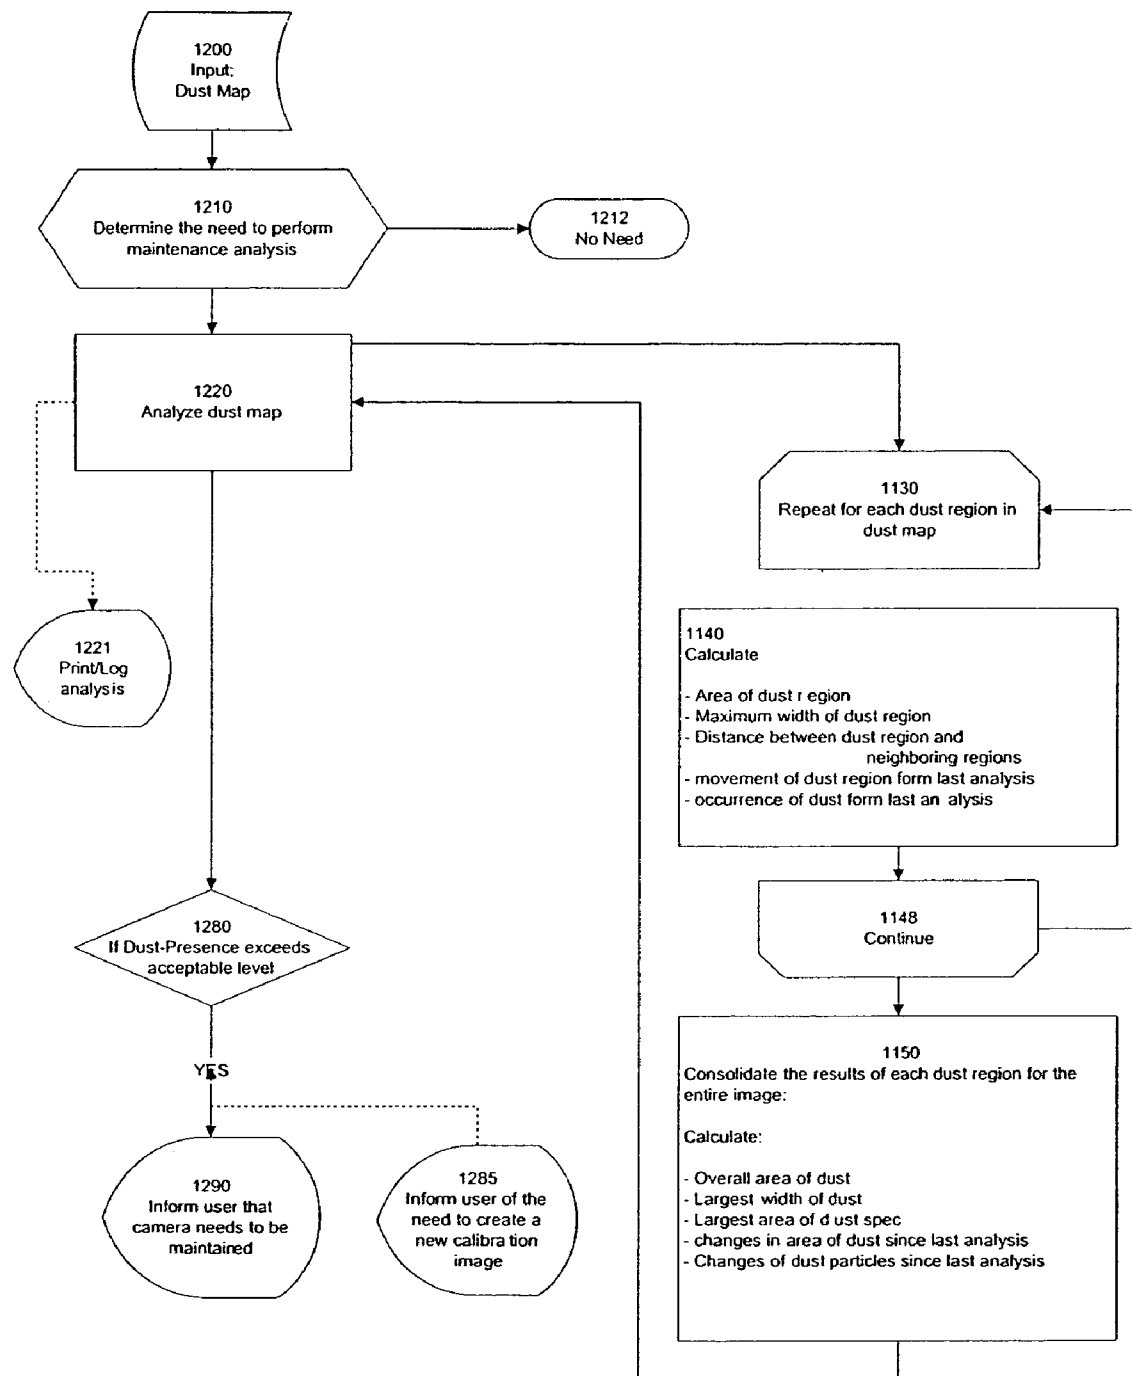 1200
Input:
Dust Map
1210
Determine the need to perform
maintenance analysis
1212
No Need
1220
Analyze dust map
1130
Repeat for each dust region in
dust map
1221
Print/Log
analysis
1140
Calculate
- Area of dust r egion
- Maximum width of dust region
- Distance between dust region and
neighboring regions
- movement of dust region form last analysis
- occurrence of dust form last an alysis
1280
If Dust-Presence exceeds
acceptable level
1148
Continue
YES
1150
Consolidate the results of each dust region for the
entire image:
Calculate:
- Overall area of dust
- Largest width of dust
- Largest area of d ust spec
- changes in area of dust since last analysis
- Changes of dust particles since last analysis
1290
Inform user that
camera needs to be
maintained
1285
Inform user of the
need to create a
new calibra tion
image